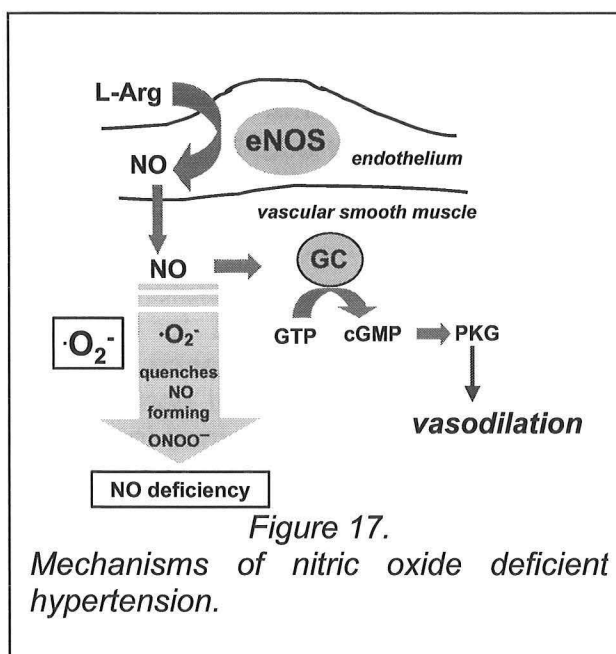 L-Arg
eNOS
endothelium
NO
vascular smooth muscle
NO
GC
GTP
cGMP
PKG
vasodilation
·O₂⁻
·O₂⁻
quenches
NO
forming
ONOO⁻
NO deficiency
Figure 17.
Mechanisms of nitric oxide deficient
hypertension.